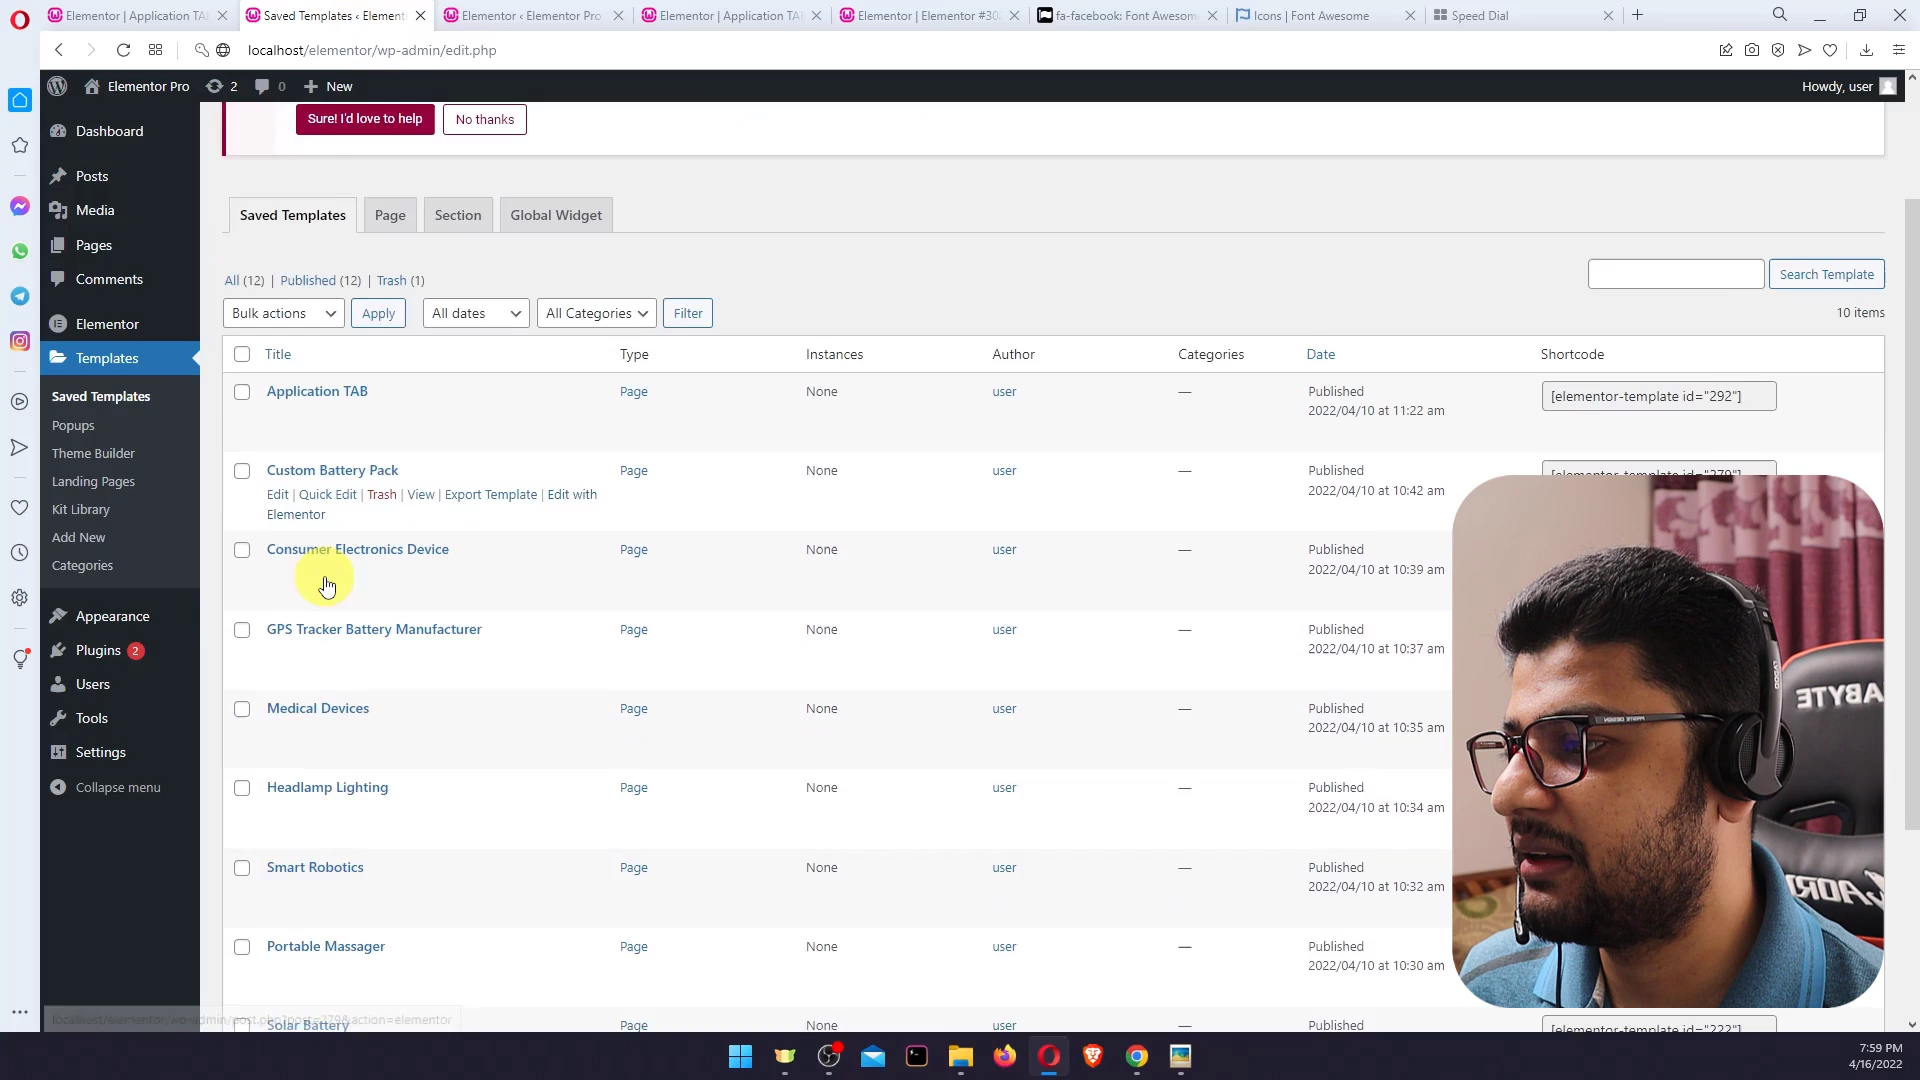 Elementor | Application TA
Saved Templates ‹ Element
Elementor ‹ Elementor Pro
Elementor | Application TA
Elementor | Elementor #30
fa-facebook: Font Awesom
Icons | Font Awesome
Speed Dial
localhost/elementor/wp-admin/edit.php
Elementor Pro
2
0
New
Howdy, user
Sure! I'd love to help
No thanks
Dashboard
Posts
Media
Pages
Comments
Elementor
Templates
Saved Templates
Popups
Theme Builder
Landing Pages
Kit Library
Add New
Categories
Appearance
Plugins 2
Users
Tools
Settings
Collapse menu
Saved Templates
Page
Section
Global Widget
All (12) | Published (12) | Trash (1)
Search Template
Bulk actions
Apply
All dates
All Categories
Filter
10 items
Title Type Instances Author Categories Date Shortcode
Application TAB Page None user — Published [elementor-template id="292"]
2022/04/10 at 11:22 am
Custom Battery Pack Page None user — Published [elementor-template id="279"]
Edit | Quick Edit | Trash | View | Export Template | Edit with 2022/04/10 at 10:42 am
Elementor
Consumer Electronics Device Page None user — Published
2022/04/10 at 10:39 am
GPS Tracker Battery Manufacturer Page None user — Published
2022/04/10 at 10:37 am
Medical Devices Page None user — Published
2022/04/10 at 10:35 am
Headlamp Lighting Page None user — Published
2022/04/10 at 10:34 am
Smart Robotics Page None user — Published
2022/04/10 at 10:32 am
Portable Massager Page None user — Published
2022/04/10 at 10:30 am
Solar Battery Page None user — Published [elementor-template id="222"]
localhost/elementor/wp-admin/post.php?post=279&action=elementor
7:59 PM
4/16/2022